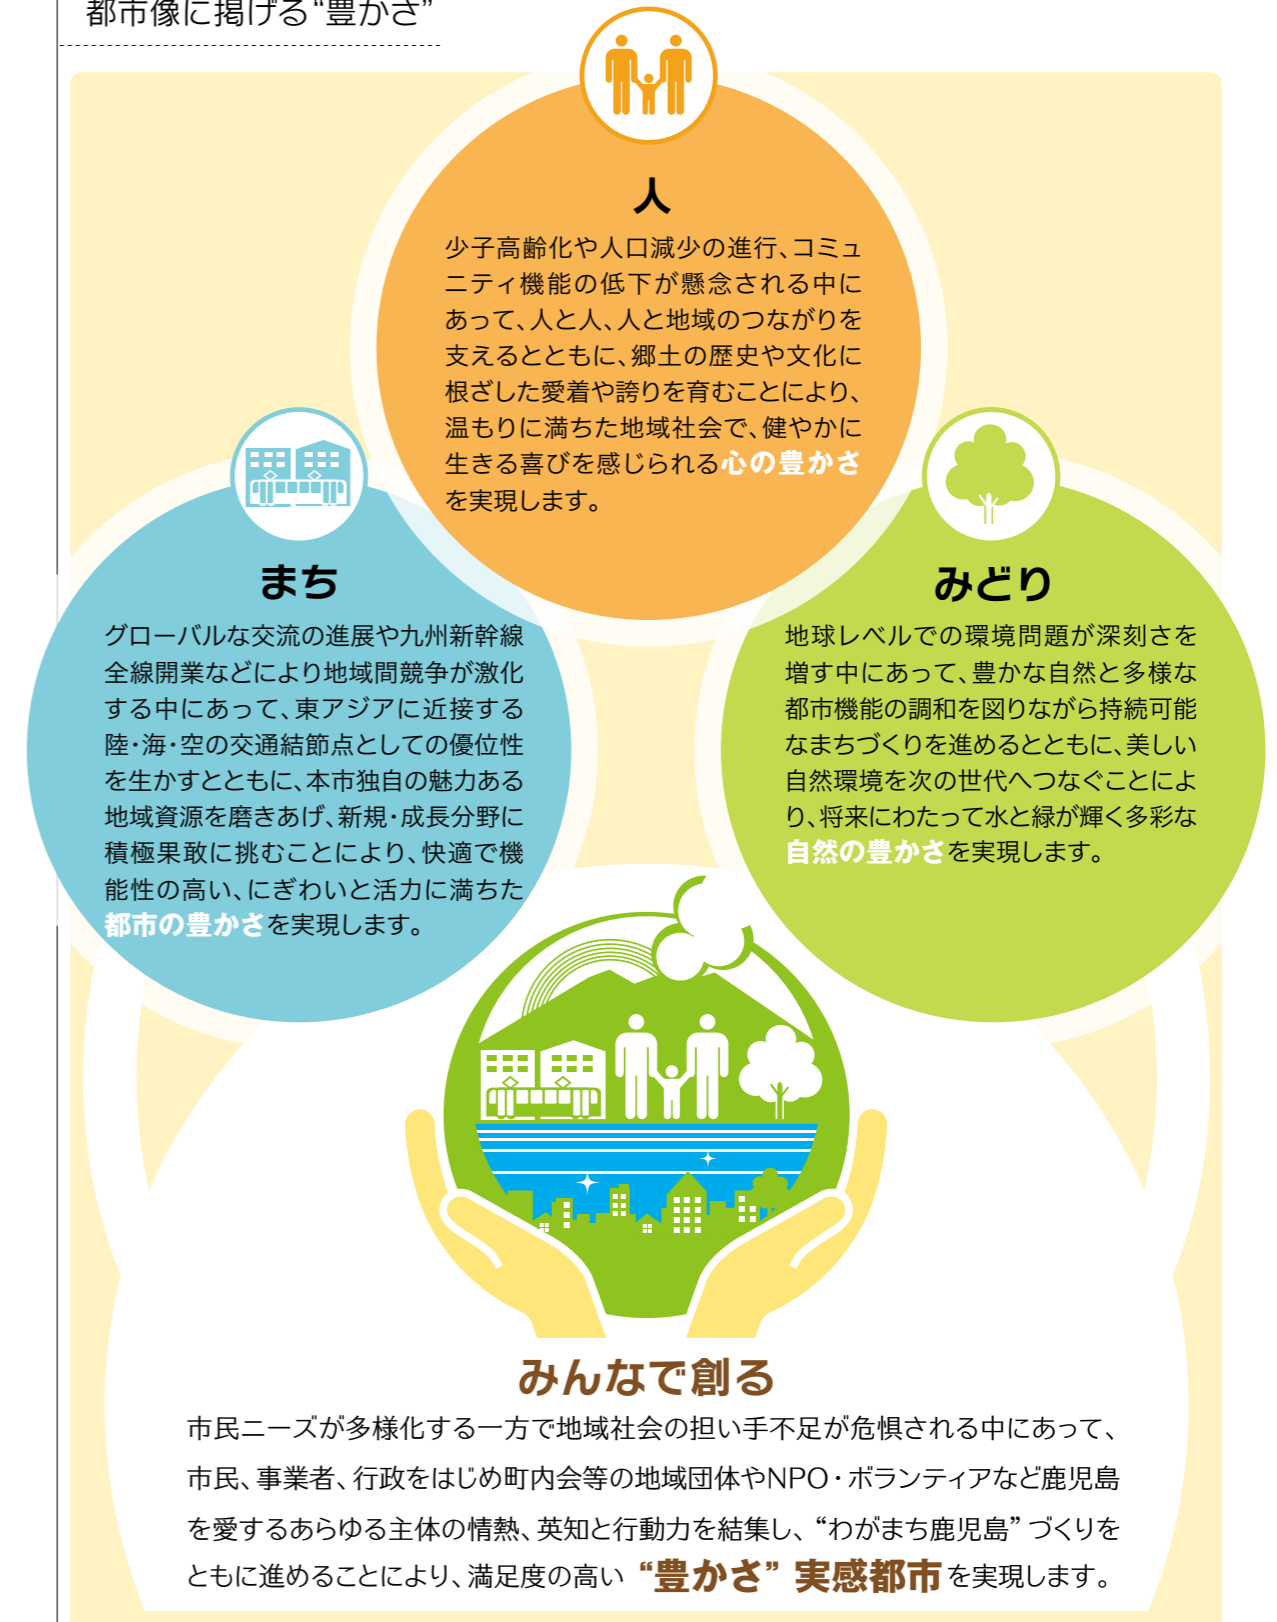 都市像に掲げる“豊かさ”
人
少子高齢化や人口減少の進行、コミュ
ニティ機能の低下が懸念される中に
あって、人と人、人と地域のつながりを
支えるとともに、郷土の歴史や文化に
根ざした愛着や誇りを育むことにより、
温もりに満ちた地域社会で、健やかに
生きる喜びを感じられる心の豊かさ
を実現します。
まち
グローバルな交流の進展や九州新幹線
全線開業などにより地域間競争が激化
する中にあって、東アジアに近接する
陸・海・空の交通結節点としての優位性
を生かすとともに、本市独自の魅力ある
地域資源を磨きあげ、新規・成長分野に
積極果敢に挑むことにより、快適で機
能性の高い、にぎわいと活力に満ちた
都市の豊かさを実現します。
みどり
地球レベルでの環境問題が深刻さを
増す中にあって、豊かな自然と多様な
都市機能の調和を図りながら持続可能
なまちづくりを進めるとともに、美しい
自然環境を次の世代へつなぐことによ
り、将来にわたって水と緑が輝く多彩な
自然の豊かさを実現します。
みんなで創る
市民ニーズが多様化する一方で地域社会の担い手不足が危惧される中にあって、
市民、事業者、行政をはじめ町内会等の地域団体やNPO・ボランティアなど鹿児島
を愛するあらゆる主体の情熱、英知と行動力を結集し、“わがまち鹿児島”づくりを
ともに進めることにより、満足度の高い“豊かさ”実感都市を実現します。